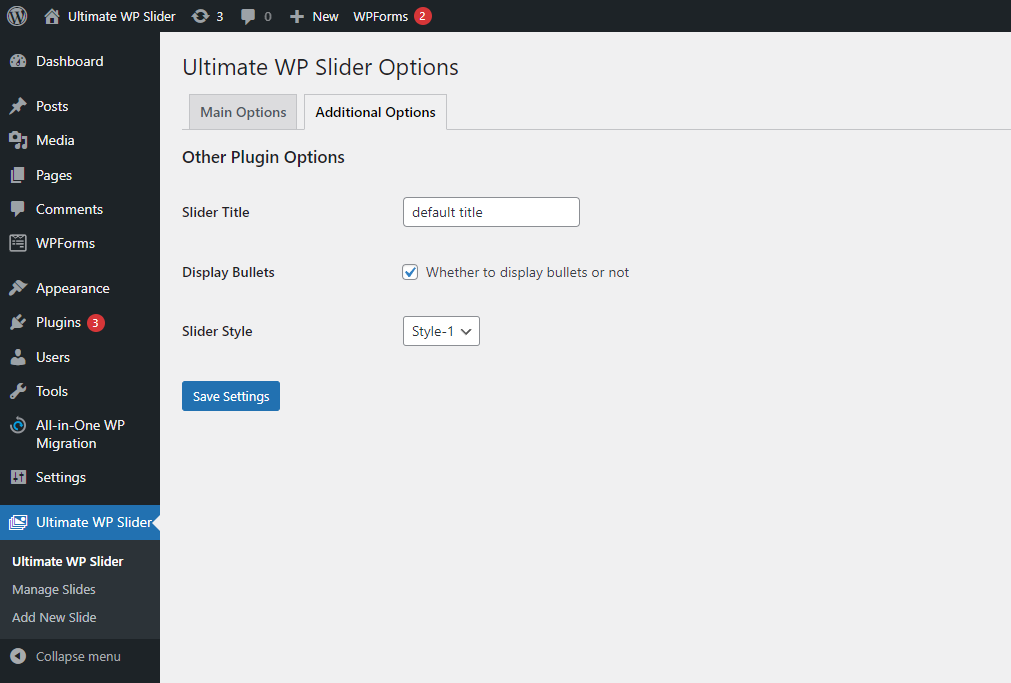 Ultimate WP Slider 3 0 New WPForms 2
Dashboard
Posts
Media
Pages
Comments
WPForms
Appearance
Plugins 3
Users
Tools
All-in-One WP
Migration
Settings
Ultimate WP Slider
Ultimate WP Slider
Manage Slides
Add New Slide
Collapse menu
Ultimate WP Slider Options
Main Options Additional Options
Other Plugin Options
Slider Title default title
Display Bullets Whether to display bullets or not
Slider Style Style-1
Save Settings